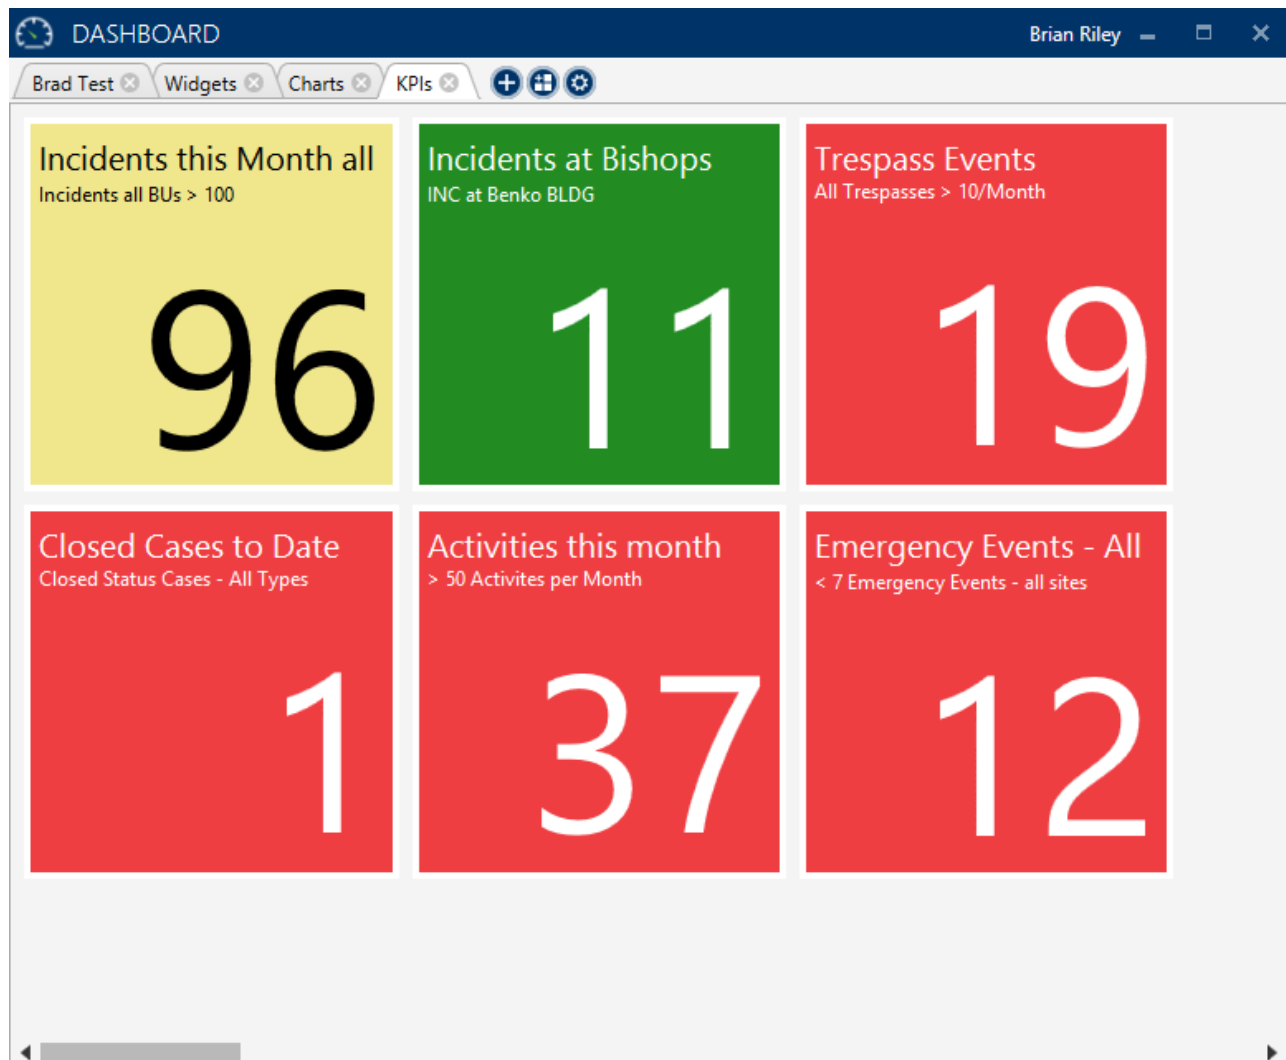 DASHBOARD
Brian Riley
Brad Test
Widgets
Charts
KPIs
Incidents this Month all
Incidents all BUs > 100
96
Incidents at Bishops
INC at Benko BLDG
11
Trespass Events
All Trespasses > 10/Month
19
Closed Cases to Date
Closed Status Cases - All Types
1
Activities this month
> 50 Activites per Month
37
Emergency Events - All
< 7 Emergency Events - all sites
12